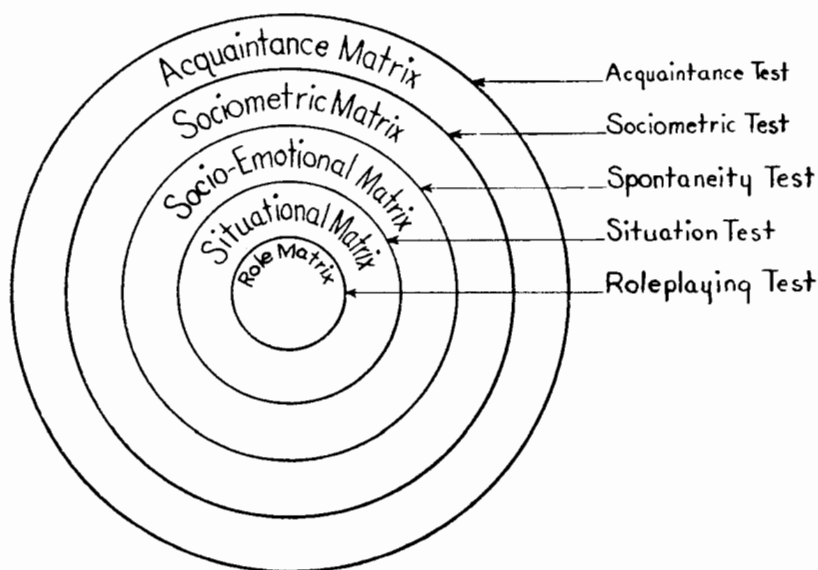 Acquaintance Matrix
Sociometric Matrix
Socio-Emotional Matrix
Situational Matrix
Role Matrix
Acquaintance Test
Sociometric Test
Spontaneity Test
Situation Test
Roleplaying Test